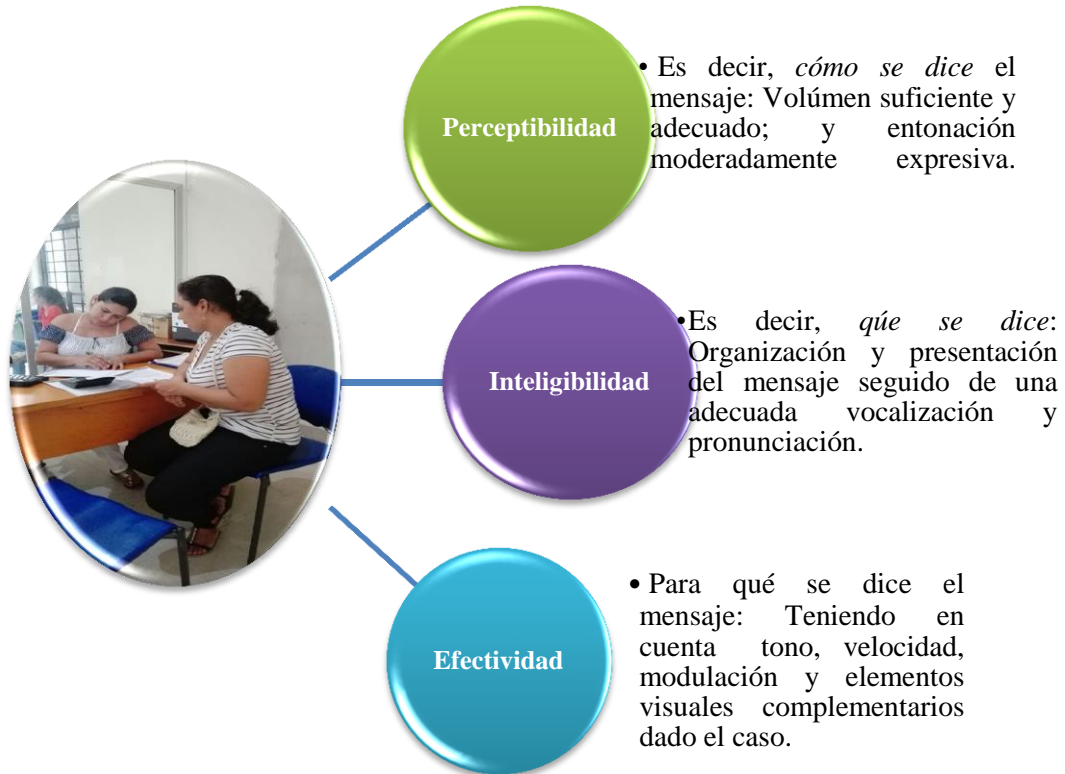 Perceptibilidad
• Es decir, cómo se dice el
mensaje: Volúmen suficiente y
adecuado; y entonación
moderadamente expresiva.
Inteligibilidad
•Es decir, qúe se dice:
Organización y presentación
del mensaje seguido de una
adecuada vocalización y
pronunciación.
Efectividad
• Para qué se dice el
mensaje: Teniendo en
cuenta tono, velocidad,
modulación y elementos
visuales complementarios
dado el caso.